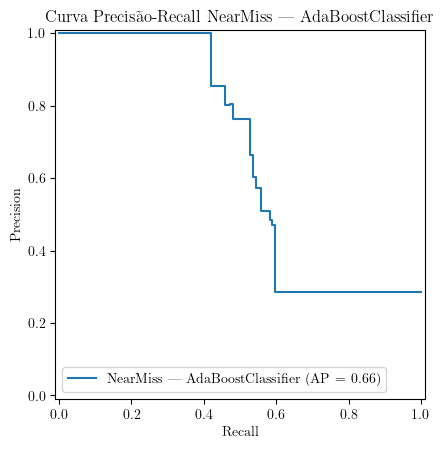 Curva Precisão-Recall NearMiss — AdaBoostClassifier
1.0
0.8
0.6
0.4
0.2
0.0
Precision
NearMiss — AdaBoostClassifier (AP = 0.66)
0.0 0.2 0.4 0.6 0.8 1.0
Recall